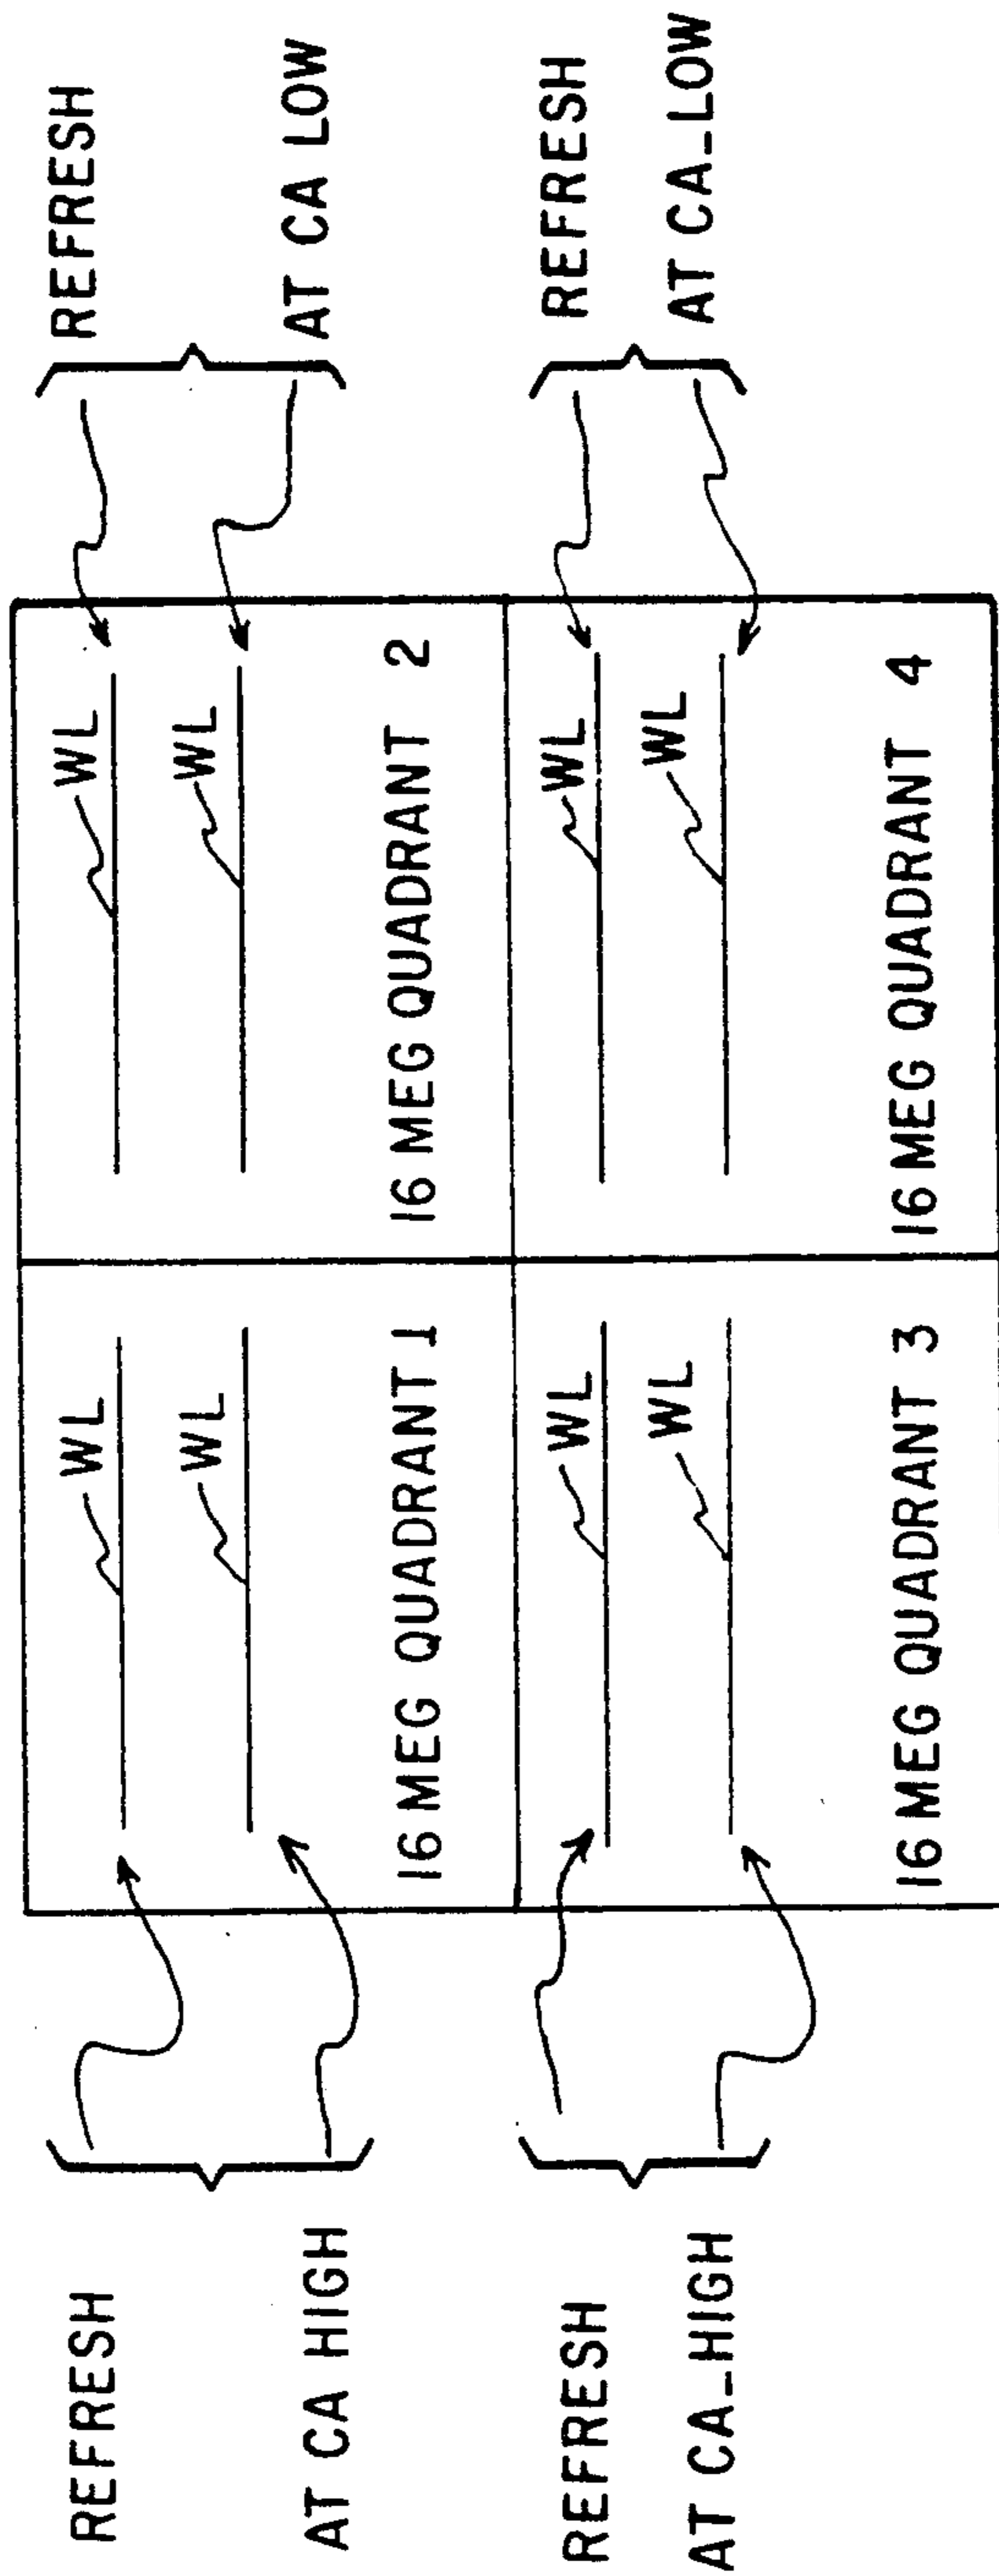 REFRESH
AT CA HIGH
WL
WL
16 MEG QUADRANT 1
WL
WL
16 MEG QUADRANT 2
REFRESH
AT CA LOW
REFRESH
AT CA_HIGH
WL
WL
16 MEG QUADRANT 3
WL
WL
16 MEG QUADRANT 4
REFRESH
AT CA_LOW